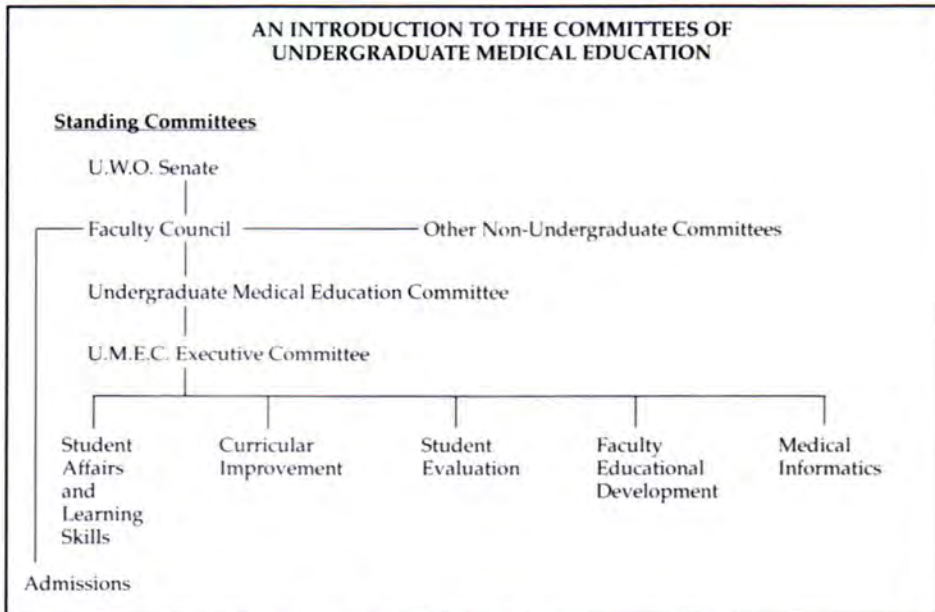 AN INTRODUCTION TO THE COMMITTEES OF
UNDERGRADUATE MEDICAL EDUCATION
Standing Committees
U.W.O. Senate
Faculty Council
Other Non-Undergraduate Committees
Undergraduate Medical Education Committee
U.M.E.C. Executive Committee
Student
Affairs
and
Learning
Skills
Curricular
Improvement
Student
Evaluation
Faculty
Educational
Development
Medical
Informatics
Admissions